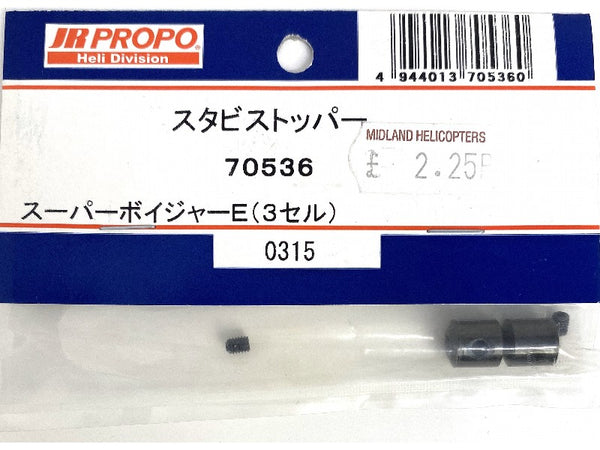 JR PROPO
Heli Division
4 944013 705360
スタビストッパー
MIDLAND HELICOPTERS
£ 2.25P
70536
スーパーボイジャーE(3セル)
0315